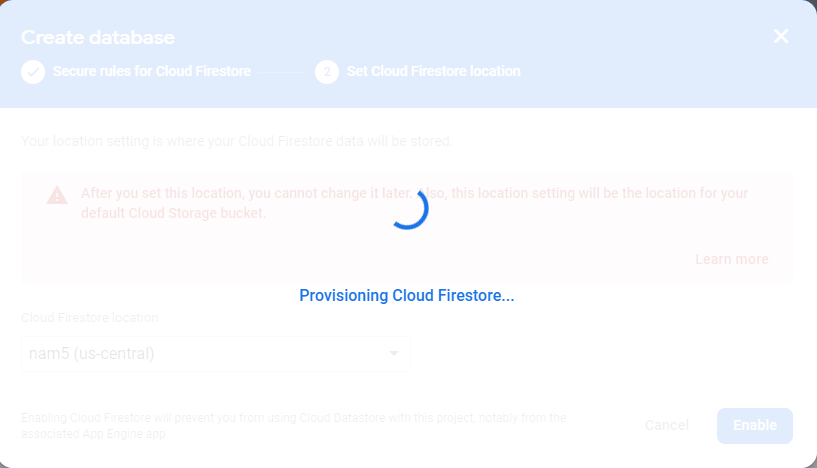 Create database
Secure rules for Cloud Firestore
2 Set Cloud Firestore location
Your location setting is where your Cloud Firestore data will be stored.
After you set this location, you cannot change it later. Also, this location setting will be the location for your
default Cloud Storage bucket.
Learn more
Provisioning Cloud Firestore...
Cloud Firestore location
nam5 (us-central)
Enabling Cloud Firestore will prevent you from using Cloud Datastore with this project, notably from the
associated App Engine app
Cancel
Enable